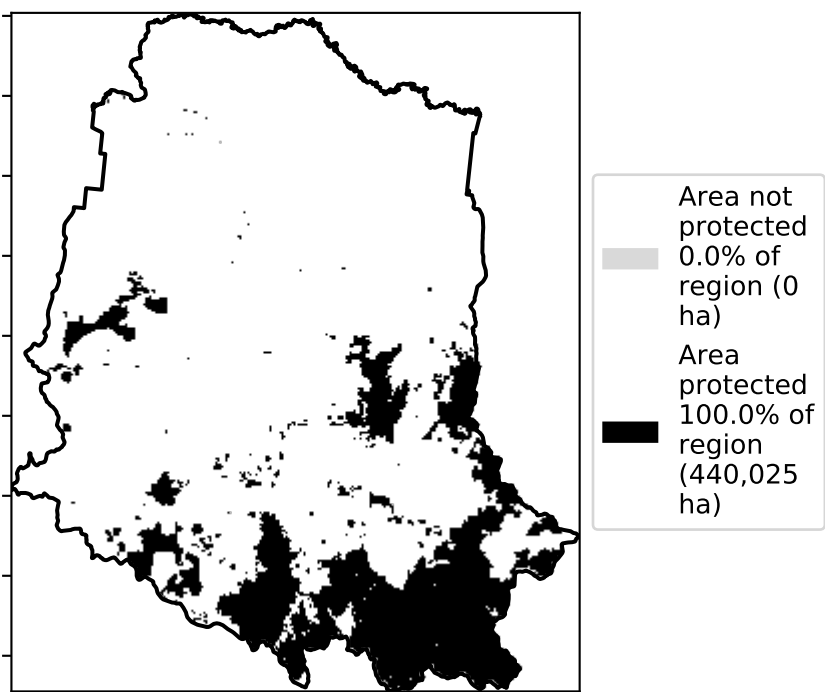 Area not
protected
0.0% of
region (0
ha)
Area
protected
100.0% of
region
(440,025
ha)